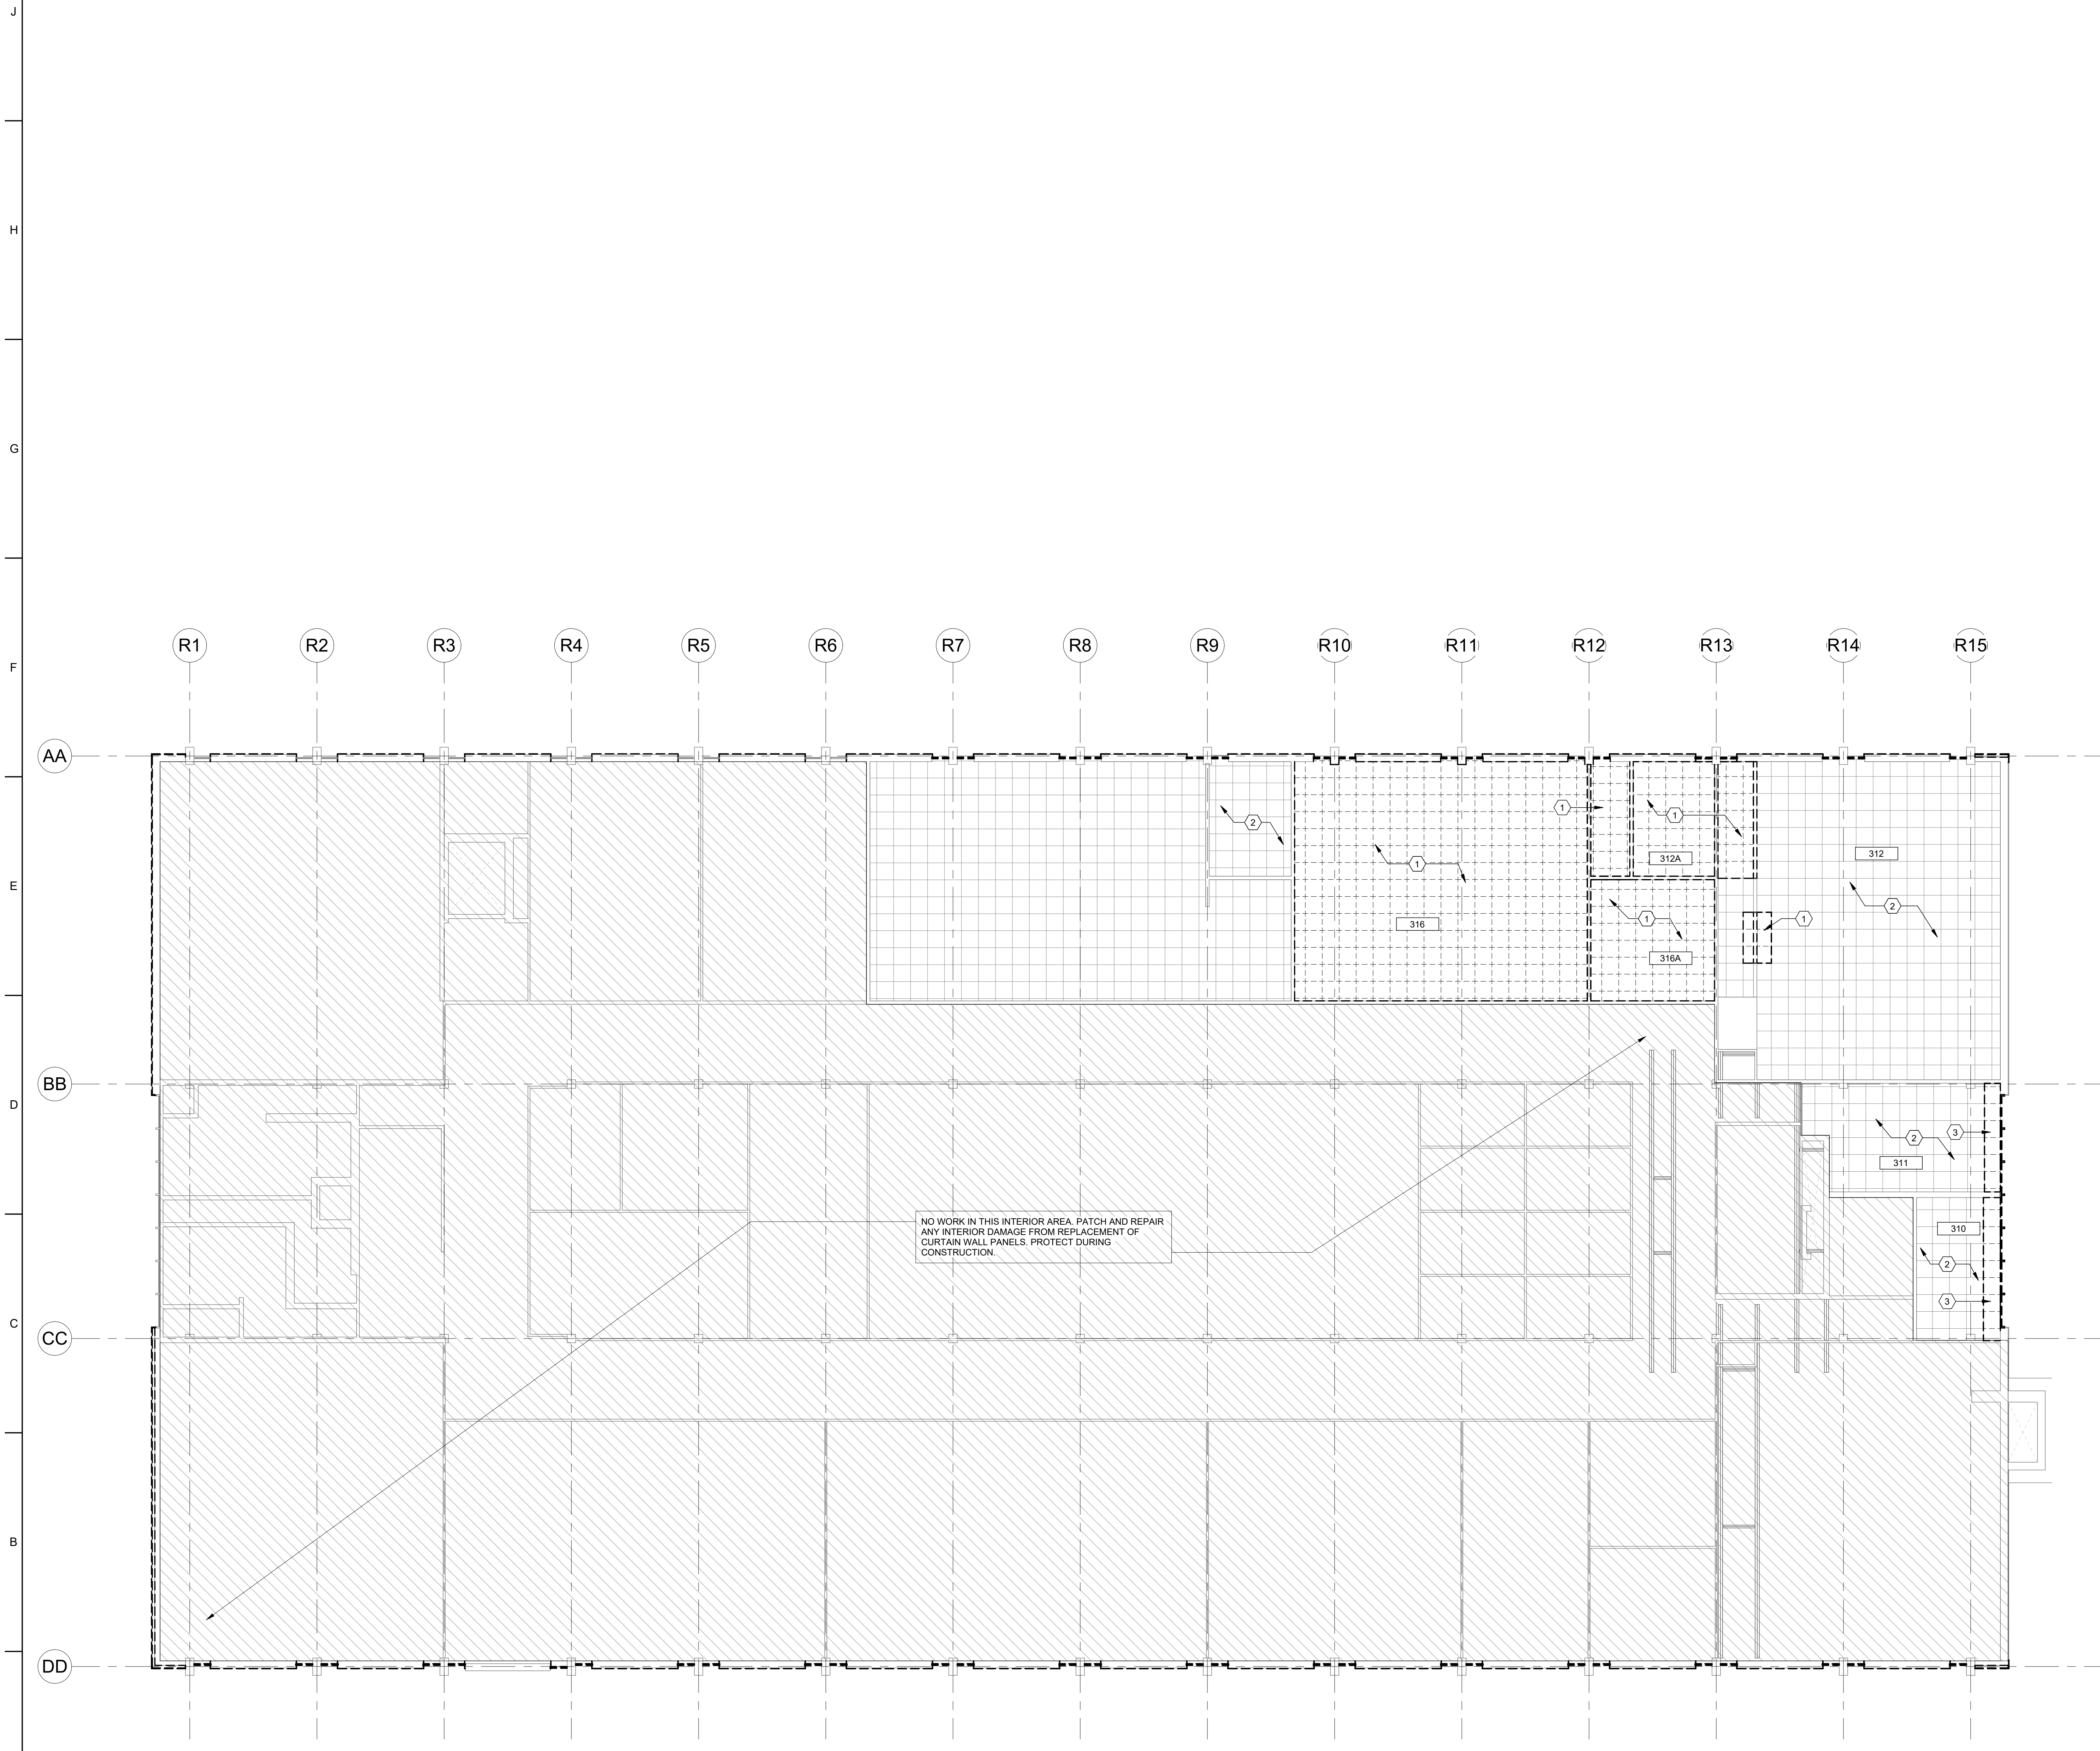 J
H
G
F
R1 R2 R3 R4 R5 R6 R7 R8 R9 R10 R11 R12 R13 R14 R15
AA
1
2
1
312
312A
1
E
2
1
1
316
316A
BB
D
3
2
311
NO WORK IN THIS INTERIOR AREA. PATCH AND REPAIR
ANY INTERIOR DAMAGE FROM REPLACEMENT OF
CURTAIN WALL PANELS. PROTECT DURING
CONSTRUCTION.
310
2
3
C
CC
B
DD